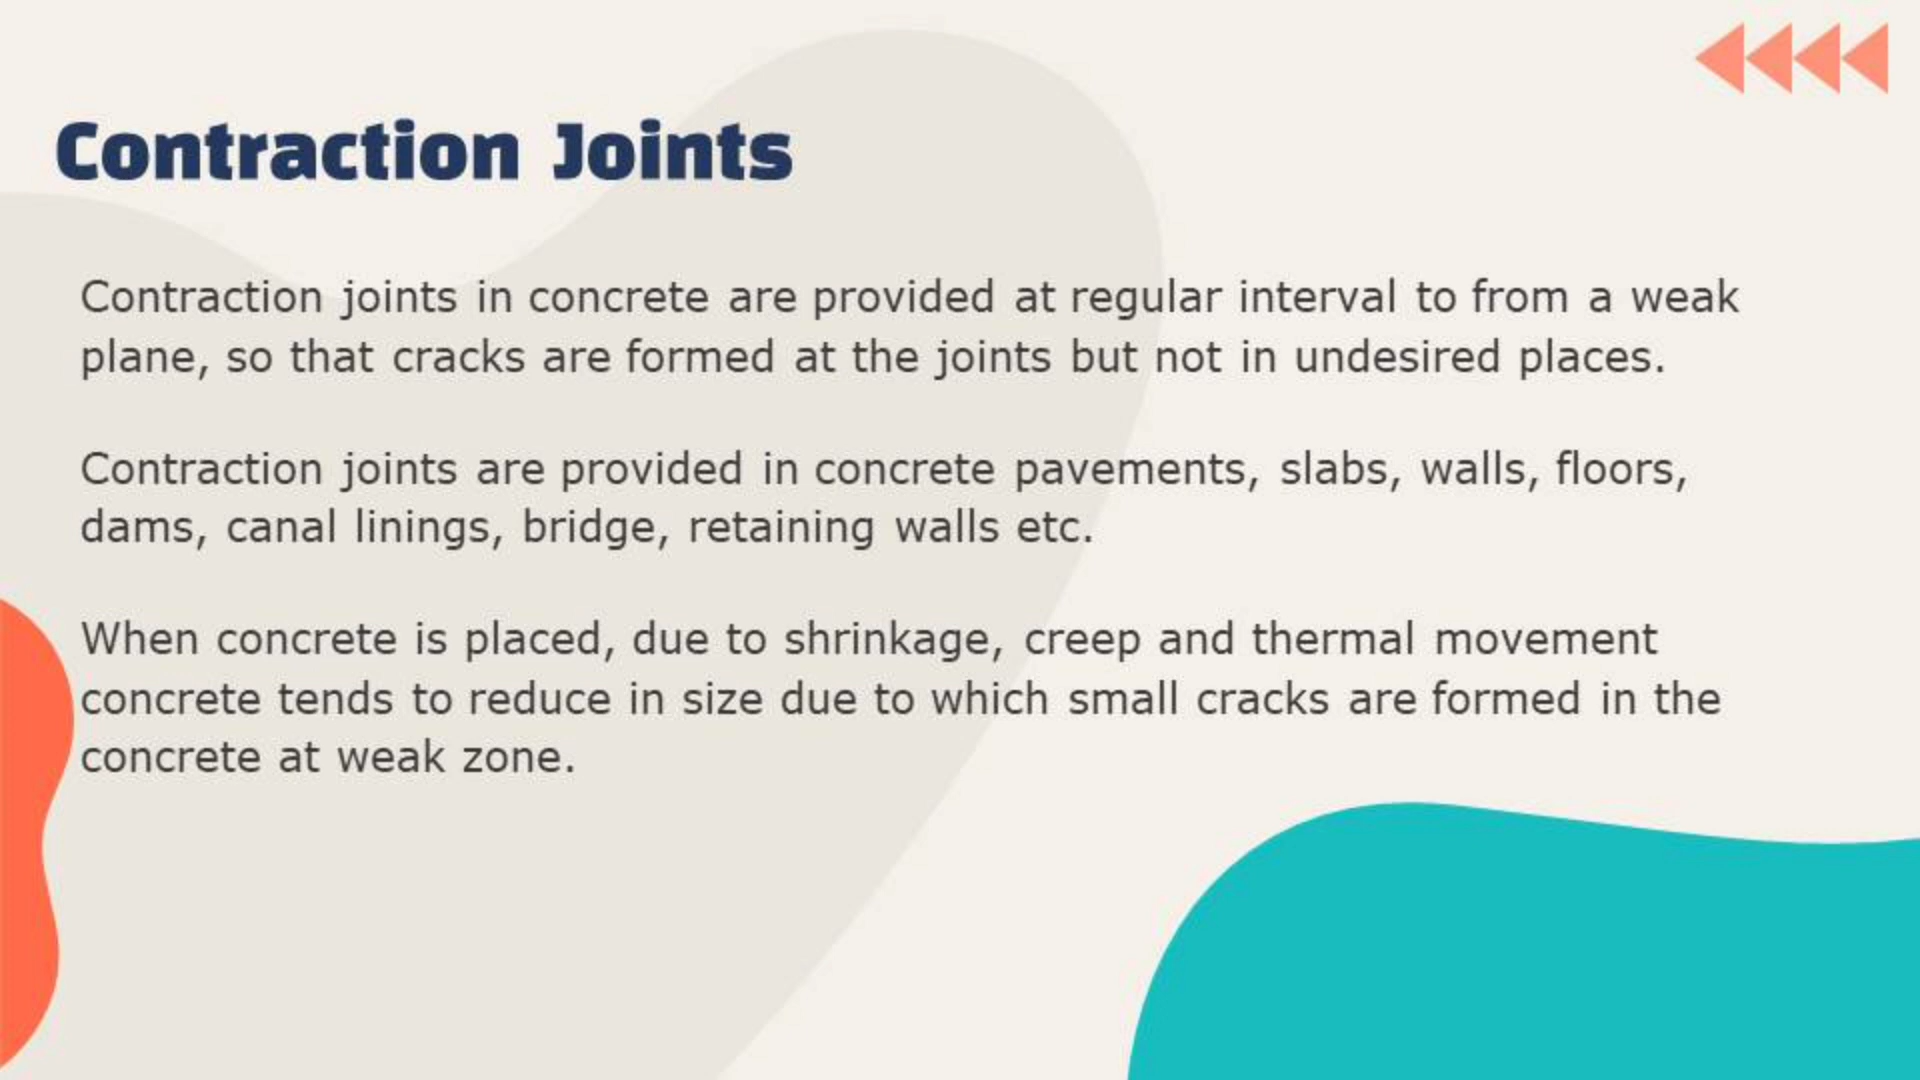 Contraction Joints
Contraction joints in concrete are provided at regular interval to from a weak
plane, so that cracks are formed at the joints but not in undesired places.
Contraction joints are provided in concrete pavements, slabs, walls, floors,
dams, canal linings, bridge, retaining walls etc.
When concrete is placed, due to shrinkage, creep and thermal movement
concrete tends to reduce in size due to which small cracks are formed in the
concrete at weak zone.